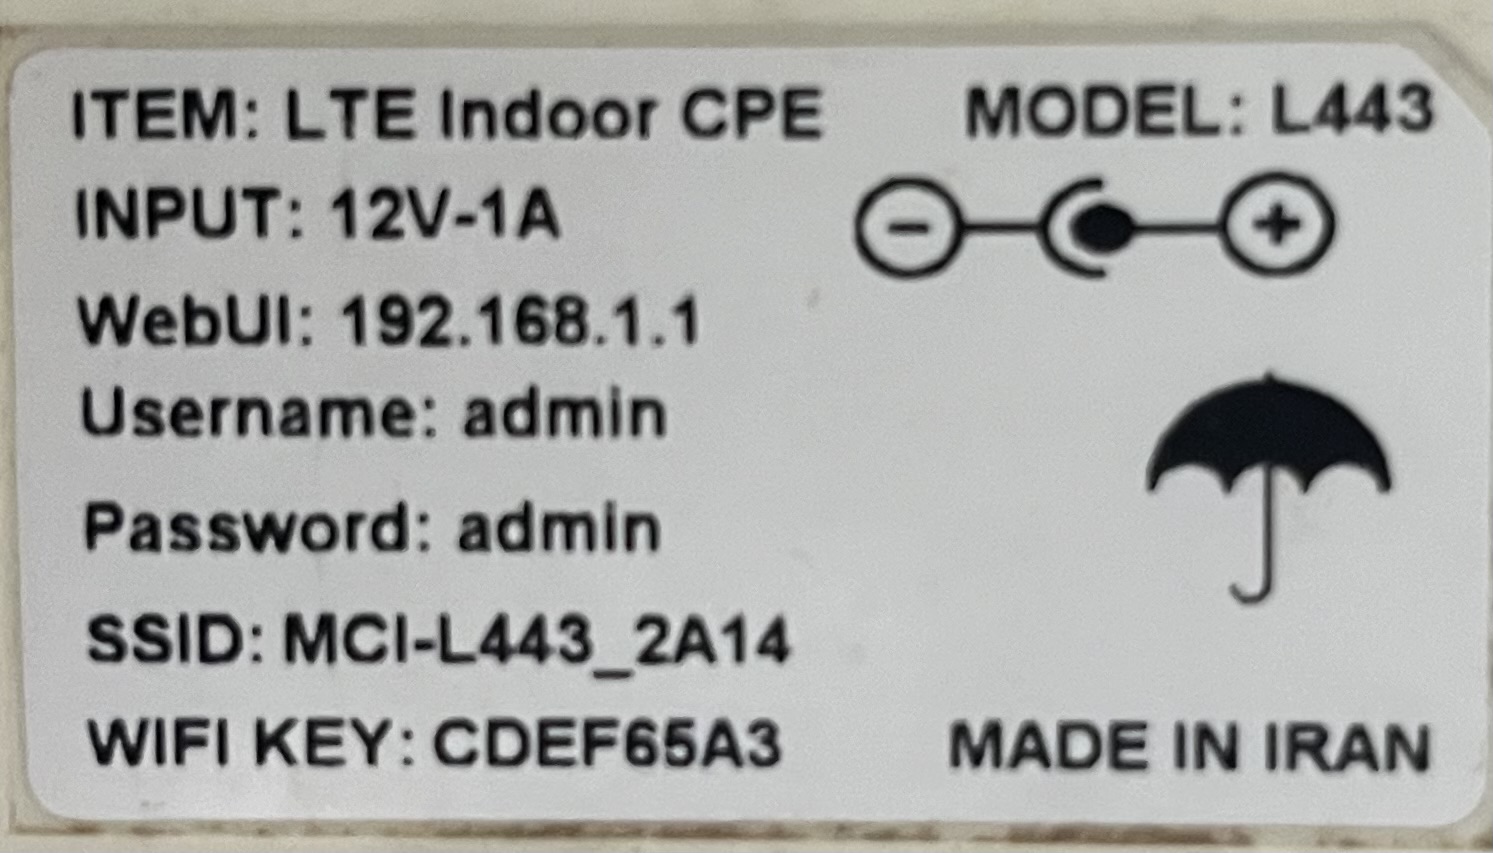 ITEM: LTE Indoor CPE MODEL: L443
INPUT: 12V-1A
WebUI: 192.168.1.1
Username: admin
Password: admin
SSID: MCI-L443_2A14
WIFI KEY: CDEF65A3 MADE IN IRAN